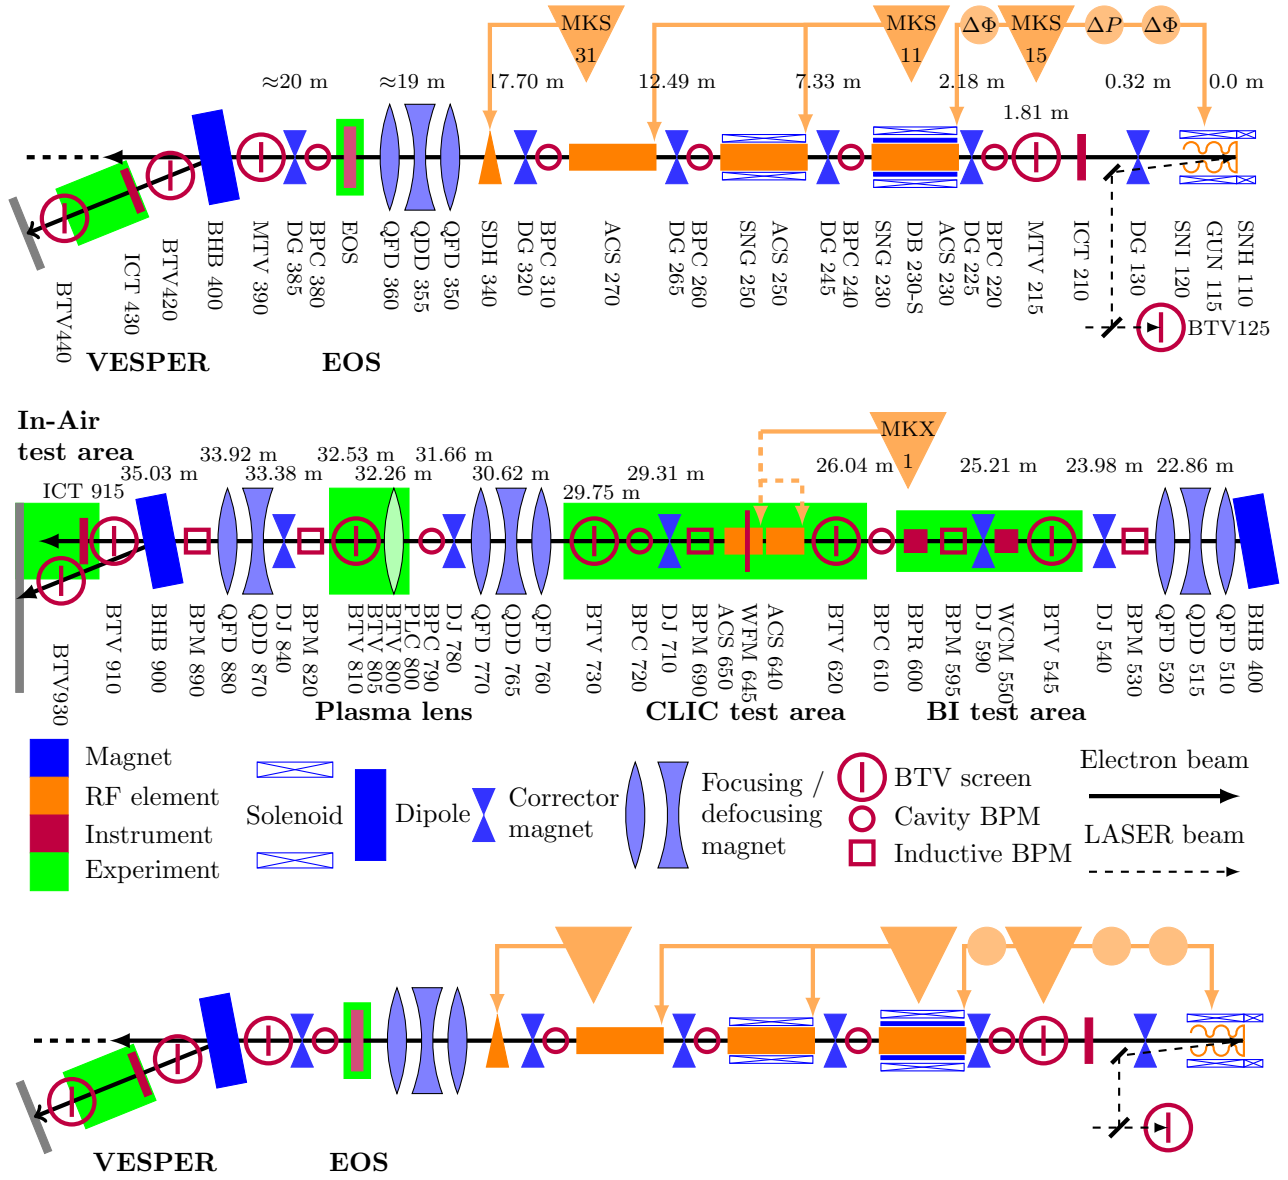 MKS
31
MKS
11
ΔΦ
MKS
15
ΔP
ΔΦ
≈20 m
≈19 m
17.70 m
12.49 m
7.33 m
2.18 m
1.81 m
0.32 m
0.0 m
BTV440
ICT 430
BTV420
BHB 400
MTV 390
DG 385
BPC 380
EOS
QFD 360
QDD 355
QFD 350
SDH 340
DG 320
BPC 310
ACS 270
DG 265
BPC 260
SNG 250
ACS 250
DG 245
BPC 240
SNG 230
DB 230-S
ACS 230
DG 225
BPC 220
MTV 215
ICT 210
DG 130
SNI 120
GUN 115
SNH 110
BTV125
VESPER
EOS
In-Air
test area
MKX
1
ICT 915
35.03 m
33.92 m
33.38 m
32.53 m
32.26 m
31.66 m
30.62 m
29.75 m
29.31 m
26.04 m
25.21 m
23.98 m
22.86 m
BTV930
BTV 910
BHB 900
BPM 890
QFD 880
QDD 870
DJ 840
BPM 820
BTV 810
BTV 805
BTV 800
PLC 800
BPC 790
DJ 780
QFD 770
QDD 765
QFD 760
BTV 730
BPC 720
DJ 710
BPM 690
ACS 650
WFM 645
ACS 640
BTV 620
BPC 610
BPR 600
BPM 595
DJ 590
WCM 550
BTV 545
DJ 540
BPM 530
QFD 520
QDD 515
QFD 510
BHB 400
Plasma lens
CLIC test area
BI test area
Magnet
RF element
Instrument
Experiment
Solenoid
Dipole
Corrector
magnet
Focusing /
defocusing
magnet
BTV screen
Cavity BPM
Inductive BPM
Electron beam
LASER beam
VESPER
EOS